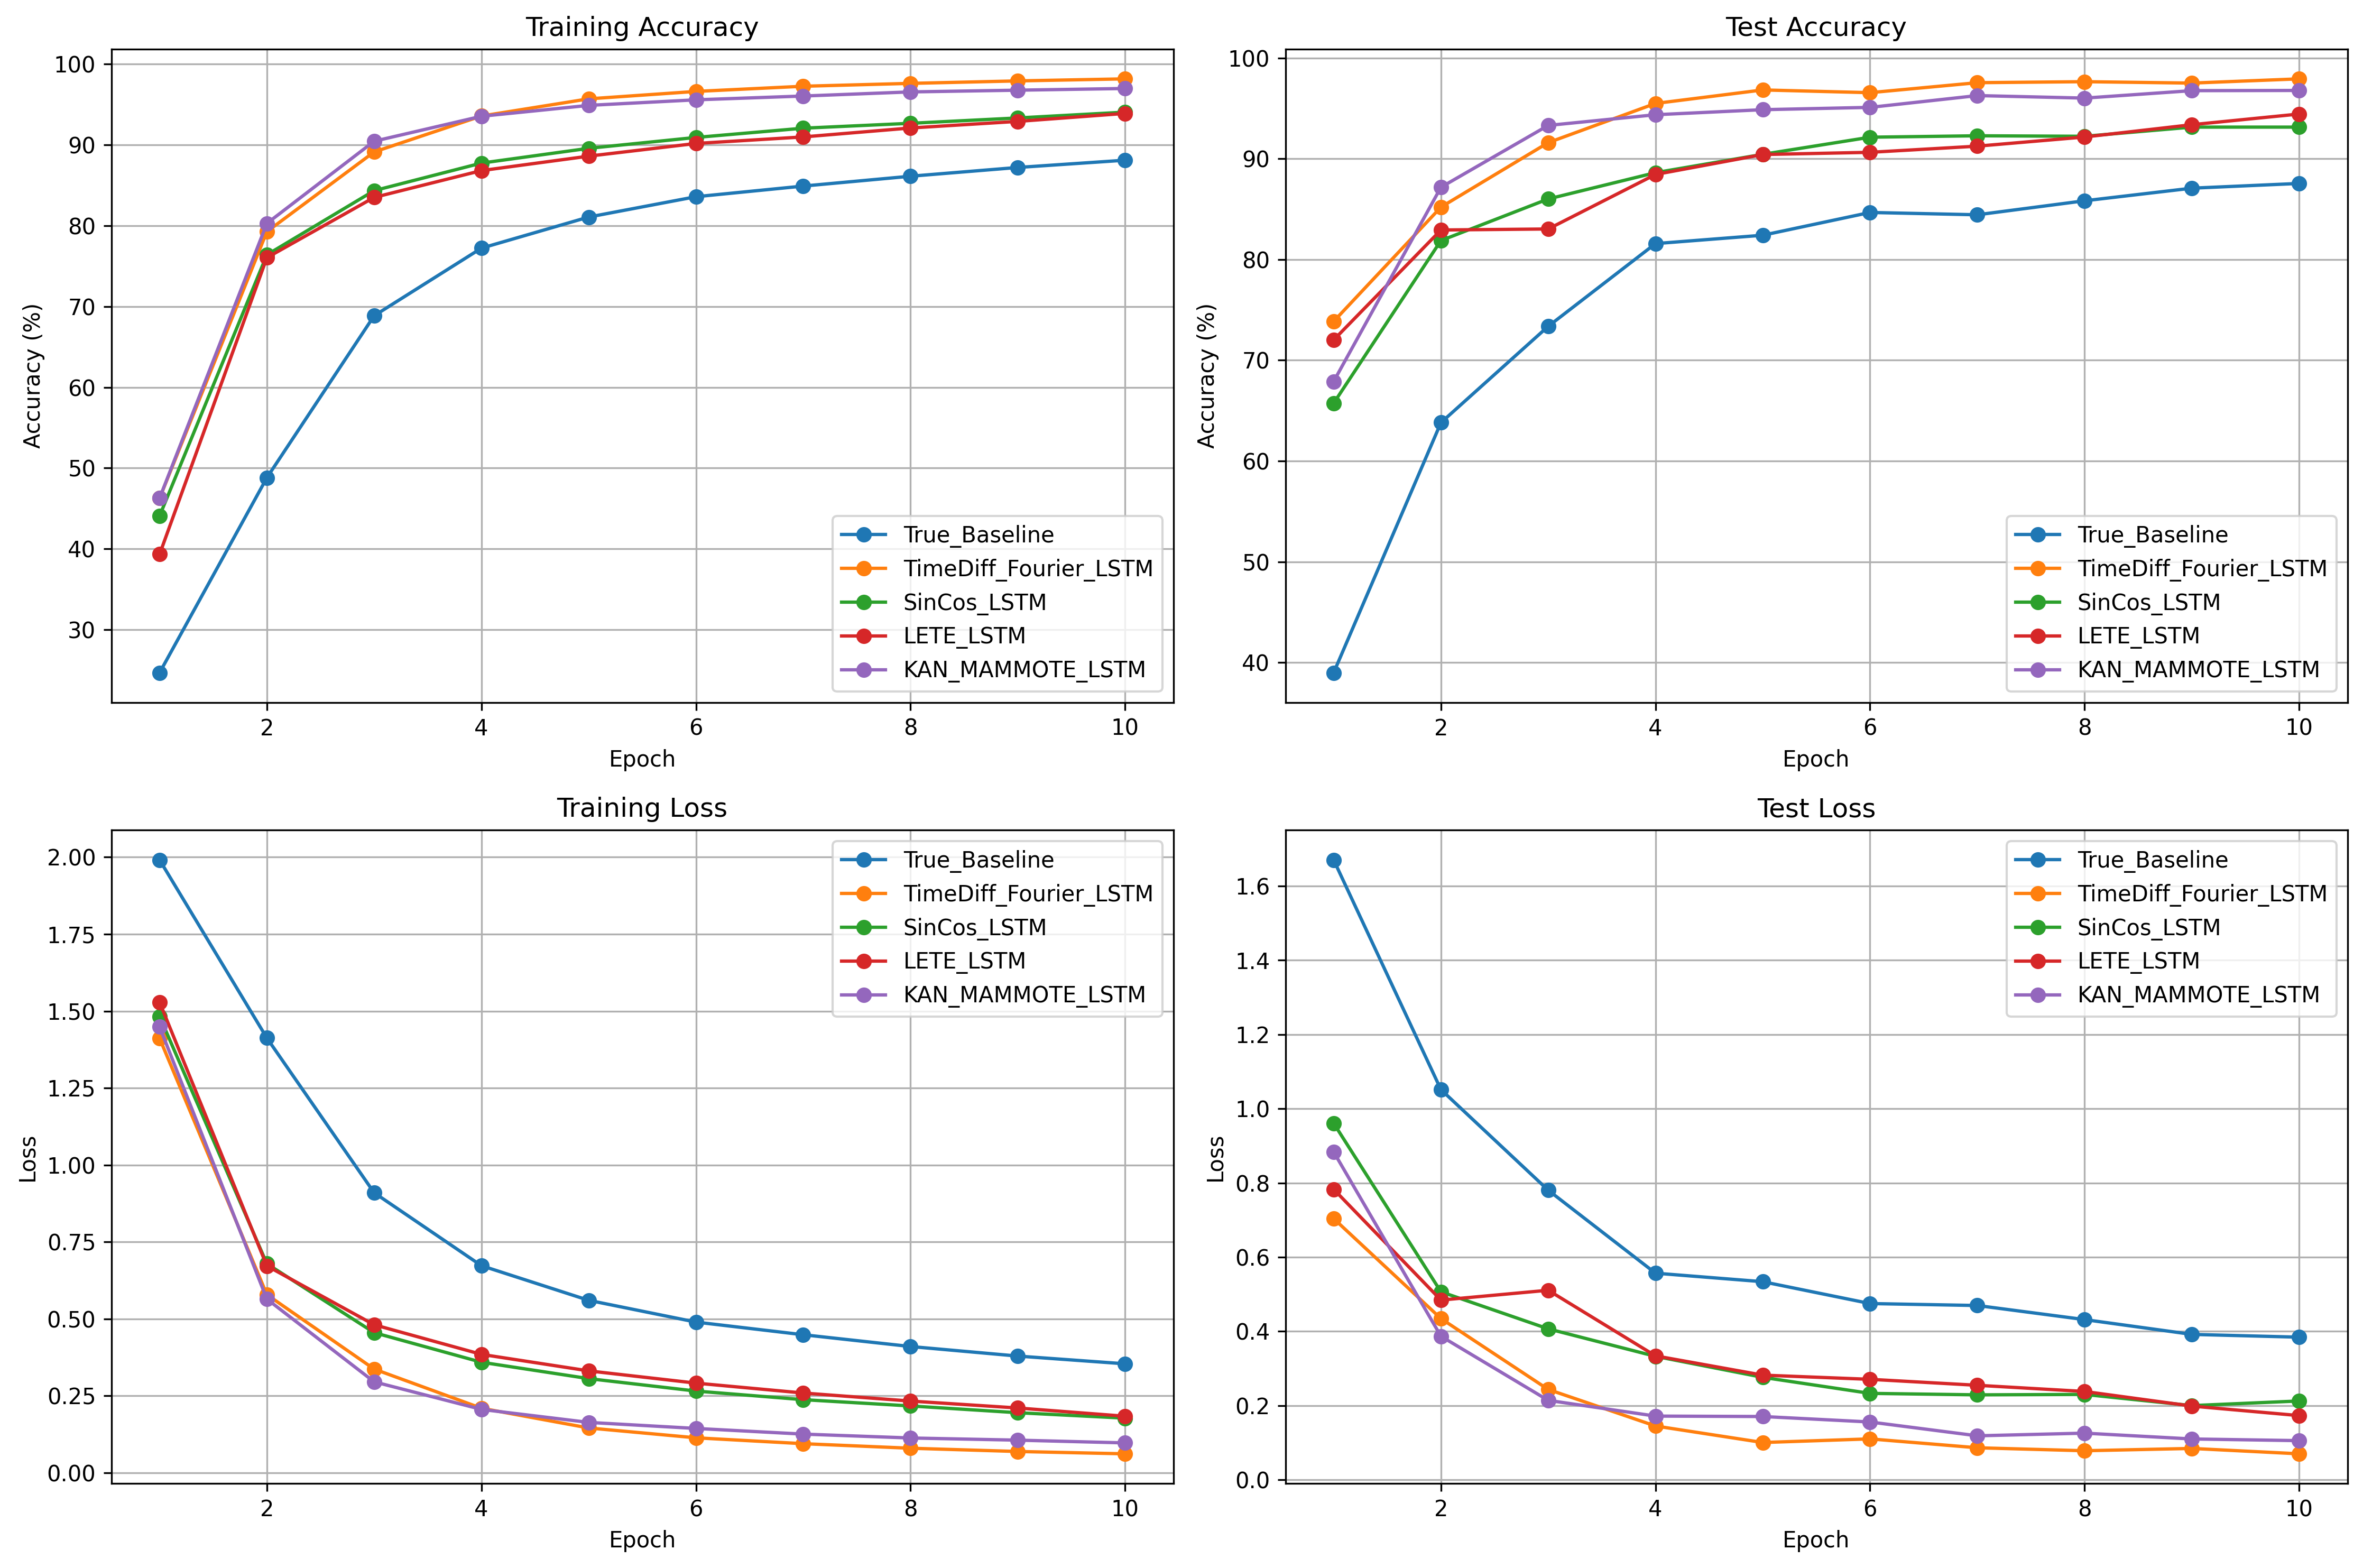 Training Accuracy
Accuracy (%)
100
90
80
70
60
50
40
30
2
4
6
8
10
Epoch
True_Baseline
TimeDiff_Fourier_LSTM
SinCos_LSTM
LETE_LSTM
KAN_MAMMOTE_LSTM
Test Accuracy
Accuracy (%)
100
90
80
70
60
50
40
2
4
6
8
10
Epoch
True_Baseline
TimeDiff_Fourier_LSTM
SinCos_LSTM
LETE_LSTM
KAN_MAMMOTE_LSTM
Training Loss
Loss
2.00
1.75
1.50
1.25
1.00
0.75
0.50
0.25
0.00
2
4
6
8
10
Epoch
True_Baseline
TimeDiff_Fourier_LSTM
SinCos_LSTM
LETE_LSTM
KAN_MAMMOTE_LSTM
Test Loss
Loss
1.6
1.4
1.2
1.0
0.8
0.6
0.4
0.2
0.0
2
4
6
8
10
Epoch
True_Baseline
TimeDiff_Fourier_LSTM
SinCos_LSTM
LETE_LSTM
KAN_MAMMOTE_LSTM